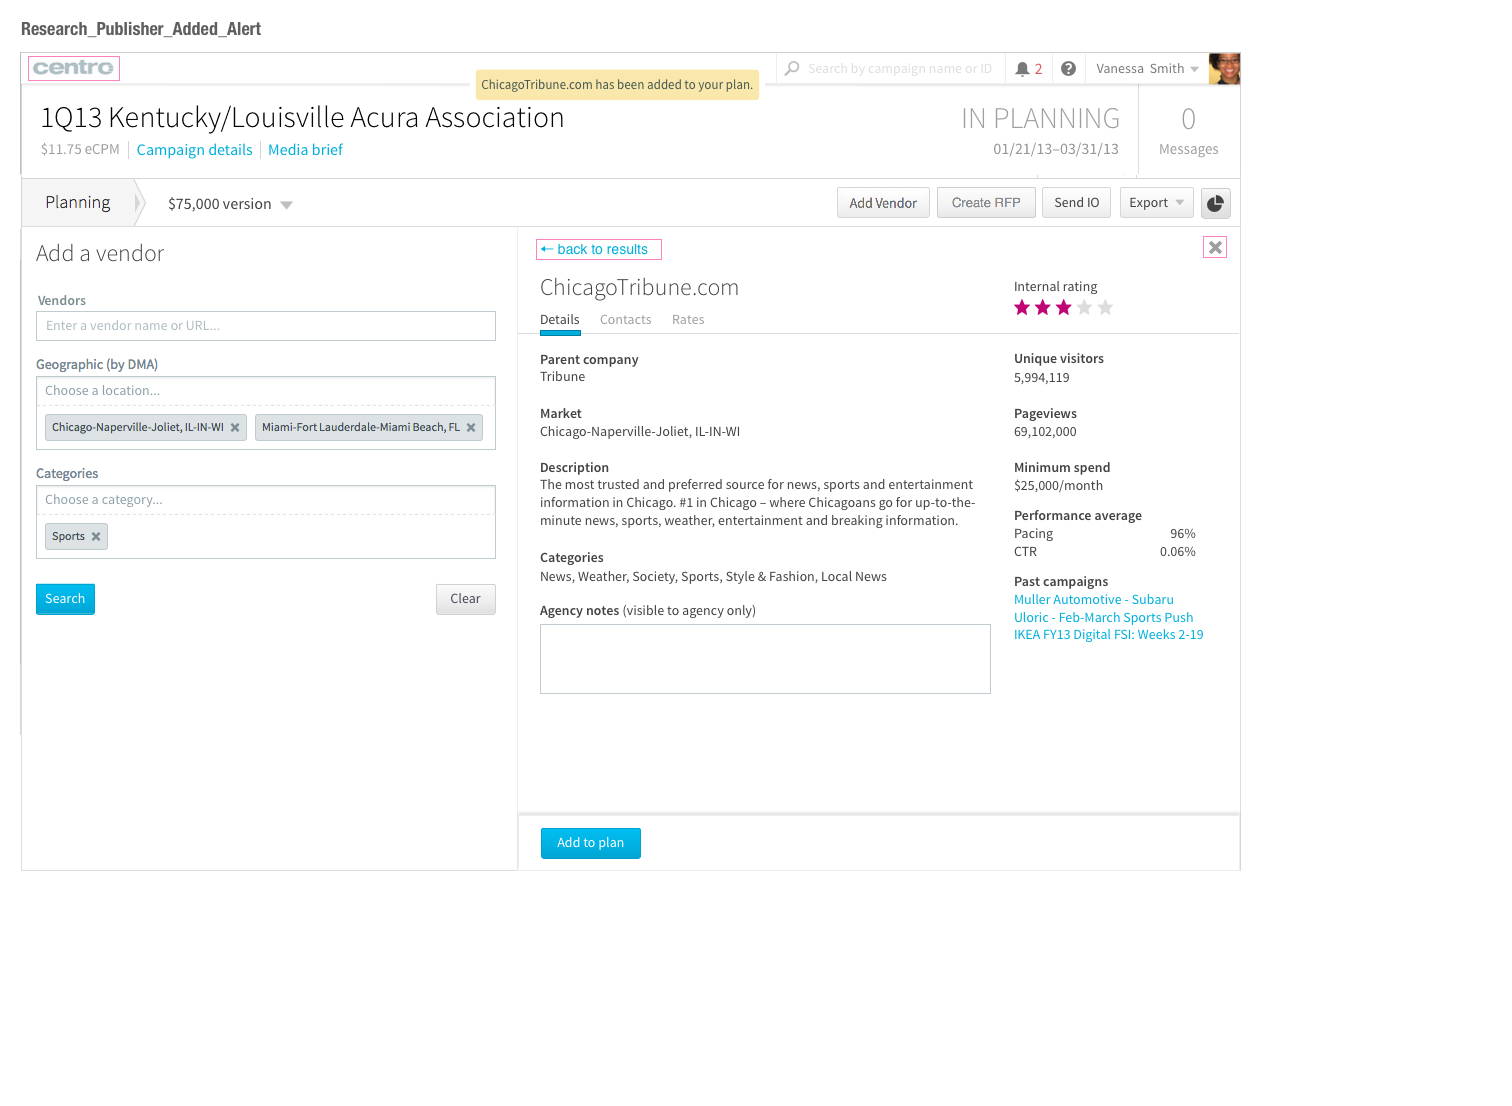 Research_Publisher_Added_Alert
centro
ChicagoTribune.com has been added to your plan.
Search by campaign name or ID
2
?
Vanessa Smith
1Q13 Kentucky/Louisville Acura Association
IN PLANNING
0
$11.75 eCPM
Campaign details
Media brief
01/21/13–03/31/13
Messages
Planning
$75,000 version
Add Vendor
Create RFP
Send IO
Export
Add a vendor
Vendors
Enter a vendor name or URL...
Geographic (by DMA)
Choose a location...
Chicago-Naperville-Joliet, IL-IN-WI
Miami-Fort Lauderdale-Miami Beach, FL
Categories
Choose a category...
Sports
Search
Clear
← back to results
ChicagoTribune.com
Internal rating
Details
Contacts
Rates
Parent company
Tribune
Market
Chicago-Naperville-Joliet, IL-IN-WI
Description
The most trusted and preferred source for news, sports and entertainment
information in Chicago. #1 in Chicago – where Chicagoans go for up-to-the-
minute news, sports, weather, entertainment and breaking information.
Categories
News, Weather, Society, Sports, Style & Fashion, Local News
Agency notes (visible to agency only)
Unique visitors
5,994,119
Pageviews
69,102,000
Minimum spend
$25,000/month
Performance average
Pacing 96%
CTR 0.06%
Past campaigns
Muller Automotive - Subaru
Uloric - Feb-March Sports Push
IKEA FY13 Digital FSI: Weeks 2-19
Add to plan